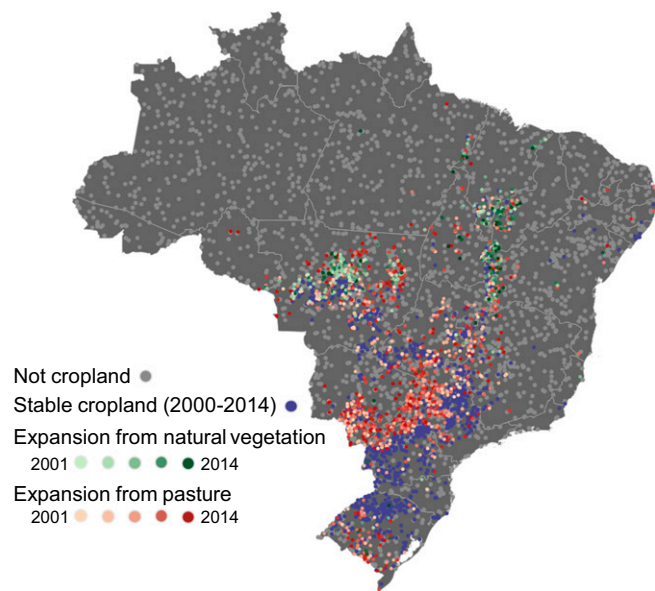 Not cropland
Stable cropland (2000-2014)
Expansion from natural vegetation
2001 2014
Expansion from pasture
2001 2014